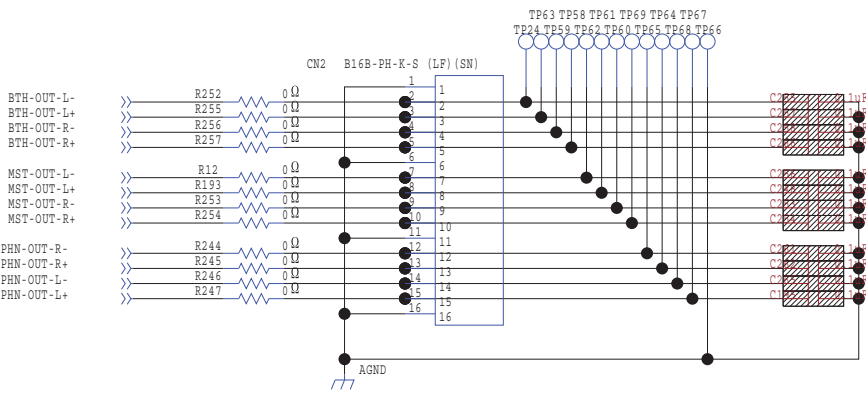 TP63 TP58 TP61 TP69 TP64 TP67
TP24 TP59 TP62 TP60 TP65 TP68 TP66
CN2 B16B-PH-K-S (LF)(SN)
1 1
BTH-OUT-L- R252 0Ω 2 2
BTH-OUT-L+ R255 0Ω 3 3
BTH-OUT-R- R256 0Ω 4 4
BTH-OUT-R+ R257 0Ω 5 5
6 6
MST-OUT-L- R12 0Ω 7 7
MST-OUT-L+ R193 0Ω 8 8
MST-OUT-R- R253 0Ω 9 9
MST-OUT-R+ R254 0Ω 10 10
11 11
PHN-OUT-R- R244 0Ω 12 12
PHN-OUT-R+ R245 0Ω 13 13
PHN-OUT-L- R246 0Ω 14 14
PHN-OUT-L+ R247 0Ω 15 15
16 16
AGND